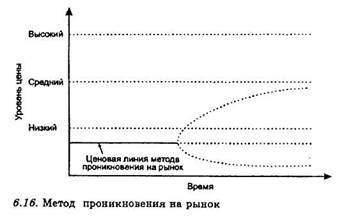 Высокий
Средний
Низкий
Уровень цены
Ценовая линия метода
проникновения на рынок
Время
6.16. Метод проникновения на рынок